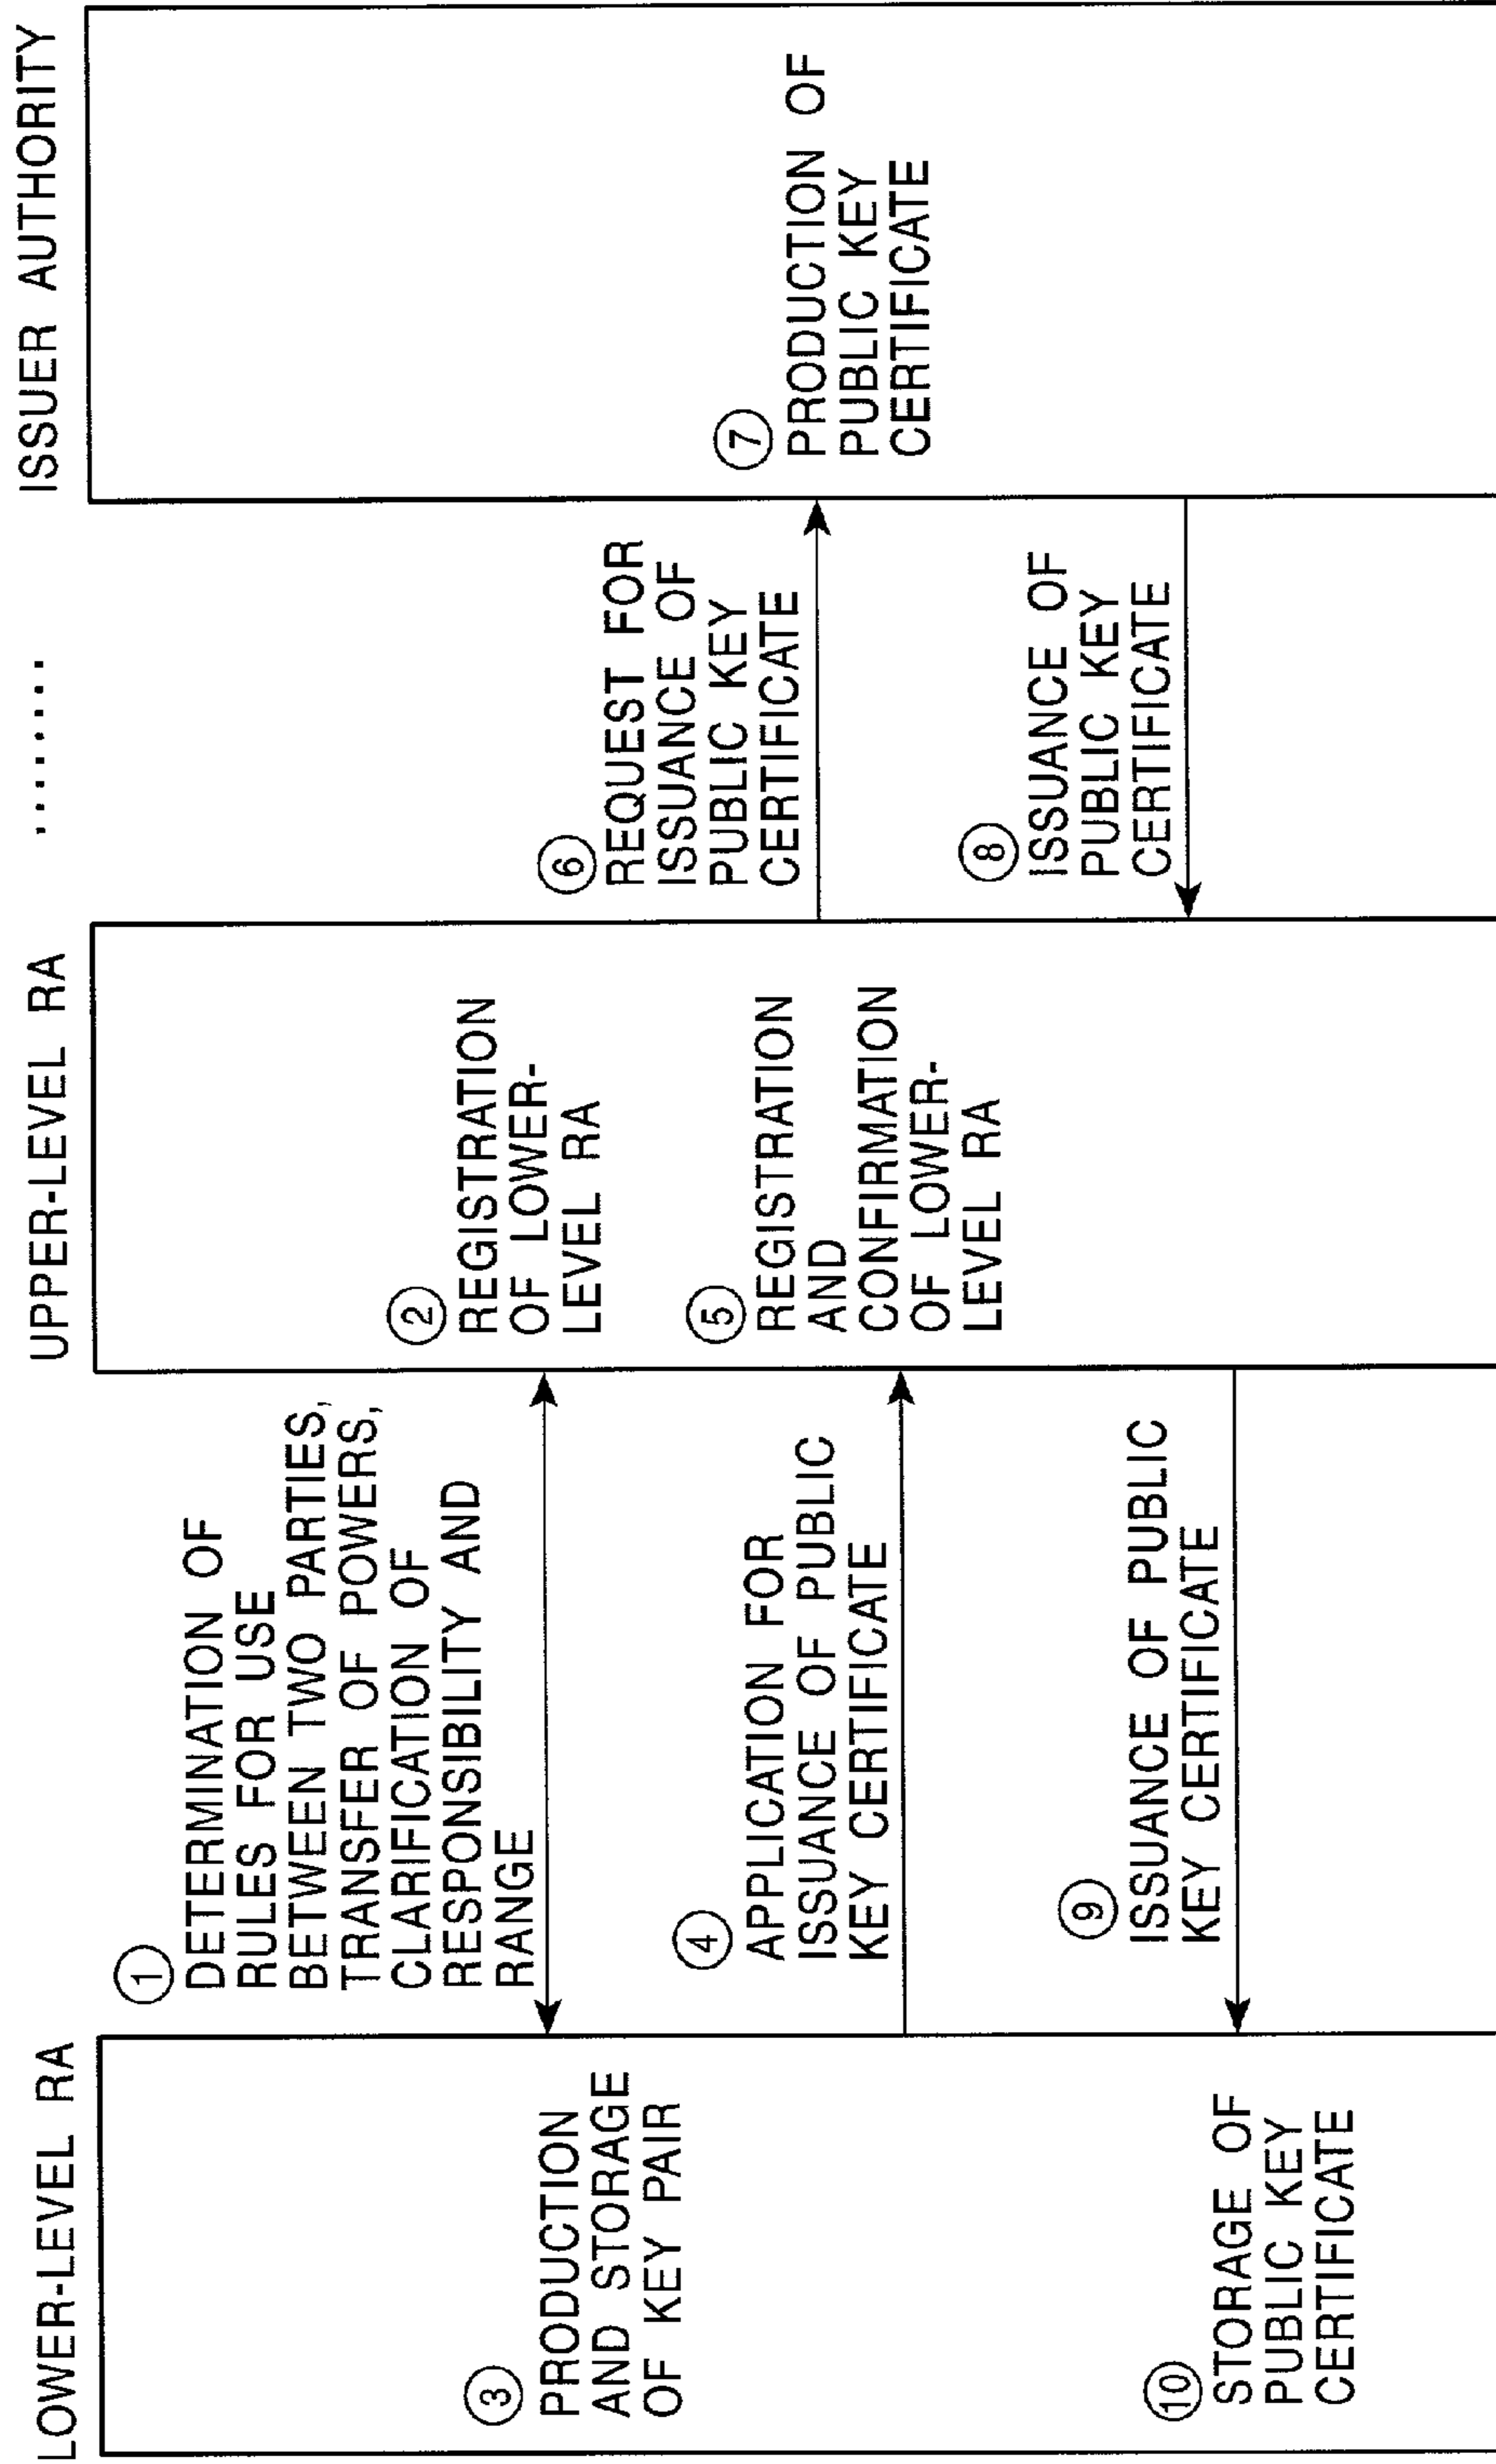 LOWER-LEVEL RA
UPPER-LEVEL RA
........
ISSUER AUTHORITY
1
DETERMINATION OF
RULES FOR USE
BETWEEN TWO PARTIES,
TRANSFER OF POWERS,
CLARIFICATION OF
RESPONSIBILITY AND
RANGE
2
REGISTRATION
OF LOWER-
LEVEL RA
3
PRODUCTION
AND STORAGE
OF KEY PAIR
4
APPLICATION FOR
ISSUANCE OF PUBLIC
KEY CERTIFICATE
5
REGISTRATION
AND
CONFIRMATION
OF LOWER-
LEVEL RA
6
REQUEST FOR
ISSUANCE OF
PUBLIC KEY
CERTIFICATE
7
PRODUCTION OF
PUBLIC KEY
CERTIFICATE
8
ISSUANCE OF
PUBLIC KEY
CERTIFICATE
9
ISSUANCE OF PUBLIC
KEY CERTIFICATE
10
STORAGE OF
PUBLIC KEY
CERTIFICATE